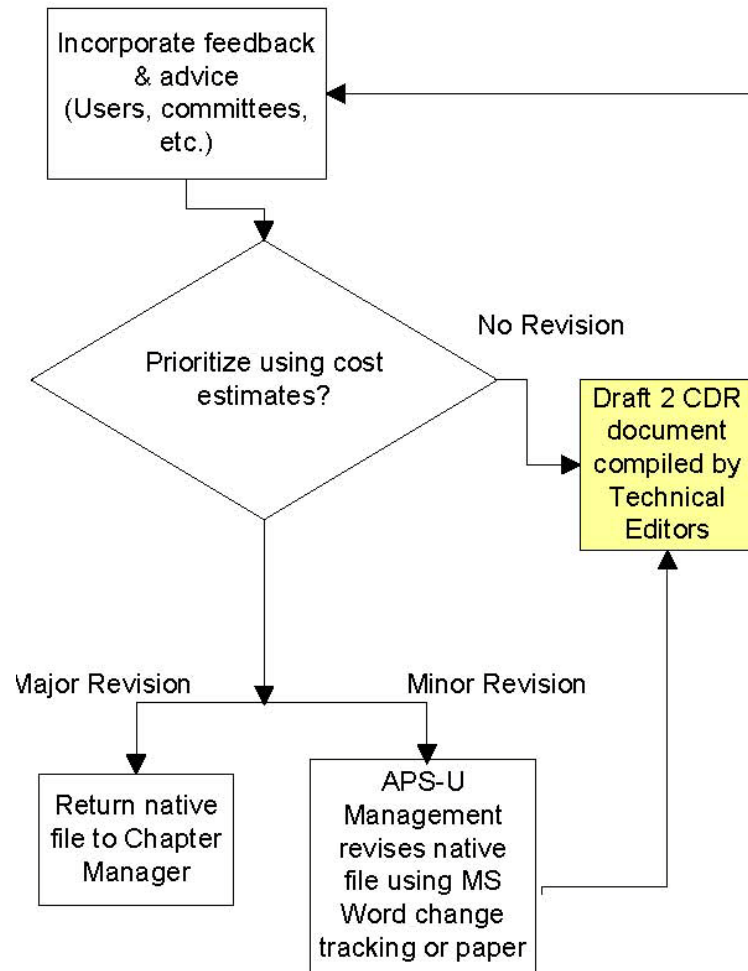 Incorporate feedback
& advice
(Users, committees,
etc.)
No Revision
Prioritize using cost
estimates?
Draft 2 CDR
document
compiled by
Technical
Editors
Major Revision
Minor Revision
Return native
file to Chapter
Manager
APS-U
Management
revises native
file using MS
Word change
tracking or paper